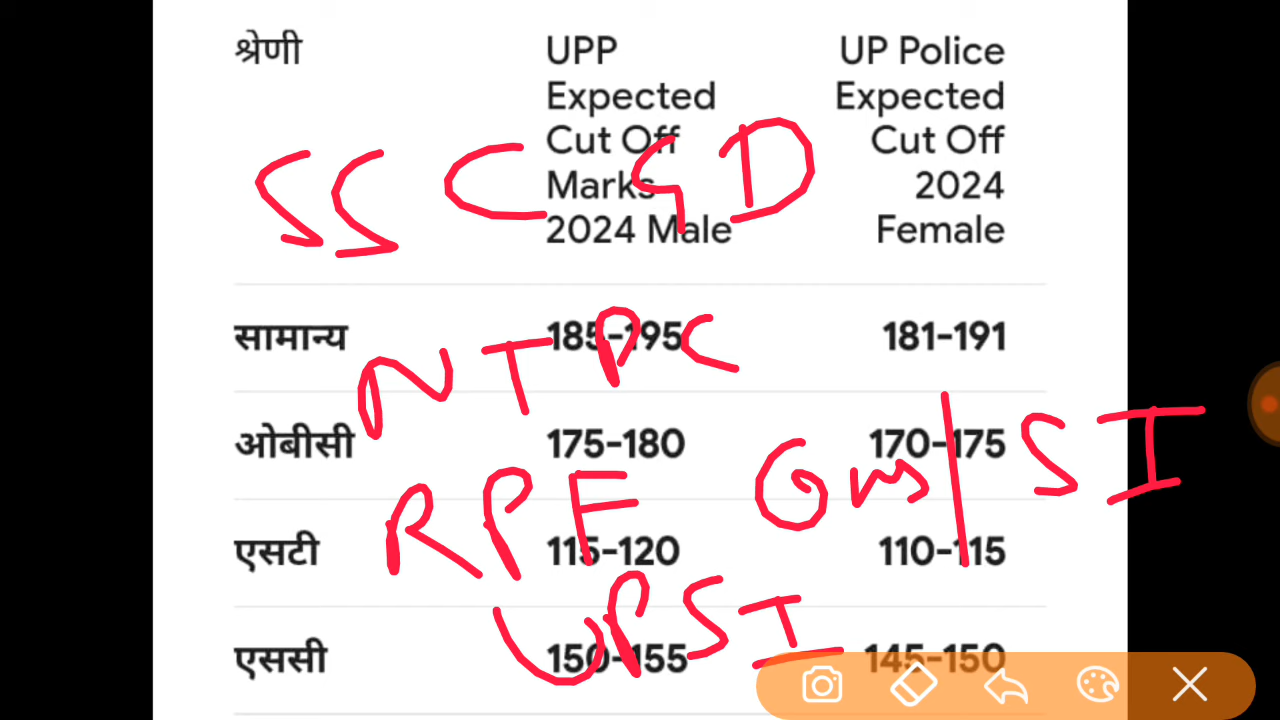 श्रेणी UPP UP Police
Expected Expected
Cut Off Cut Off
Marks 2024
2024 Male Female
SSC GD
सामान्य 185-195 181-191
NTPC
ओबीसी 175-180 170-175
RPF /SI
एसटी 115-120 110-115
UPSI
एससी 150-155 145-150